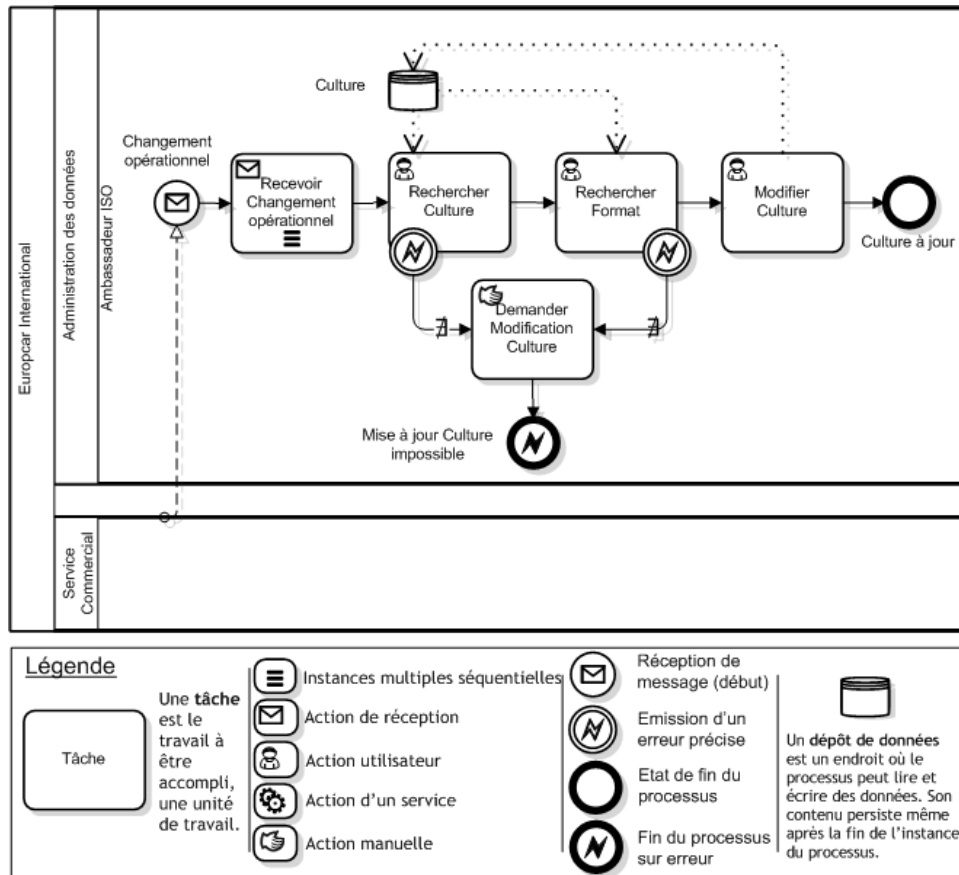 Europcar International
Administration des données
Ambassadeur ISO
Culture
Changement
opérationnel
Recevoir
Changement
opérationnel
Rechercher
Culture
Rechercher
Format
Modifier
Culture
Culture à jour
Demander
Modification
Culture
Mise à jour Culture
impossible
Service
Commercial
Légende
Tâche
Une tâche
est le
travail à
être
accompli,
une unité
de travail.
Instances multiples séquentielles
Action de réception
Action utilisateur
Action d'un service
Action manuelle
Réception de
message (début)
Emission d'un
erreur précise
Etat de fin du
processus
Fin du processus
sur erreur
Un dépôt de données
est un endroit où le
processus peut lire et
écrire des données. Son
contenu persiste même
après la fin de l'instance
du processus.